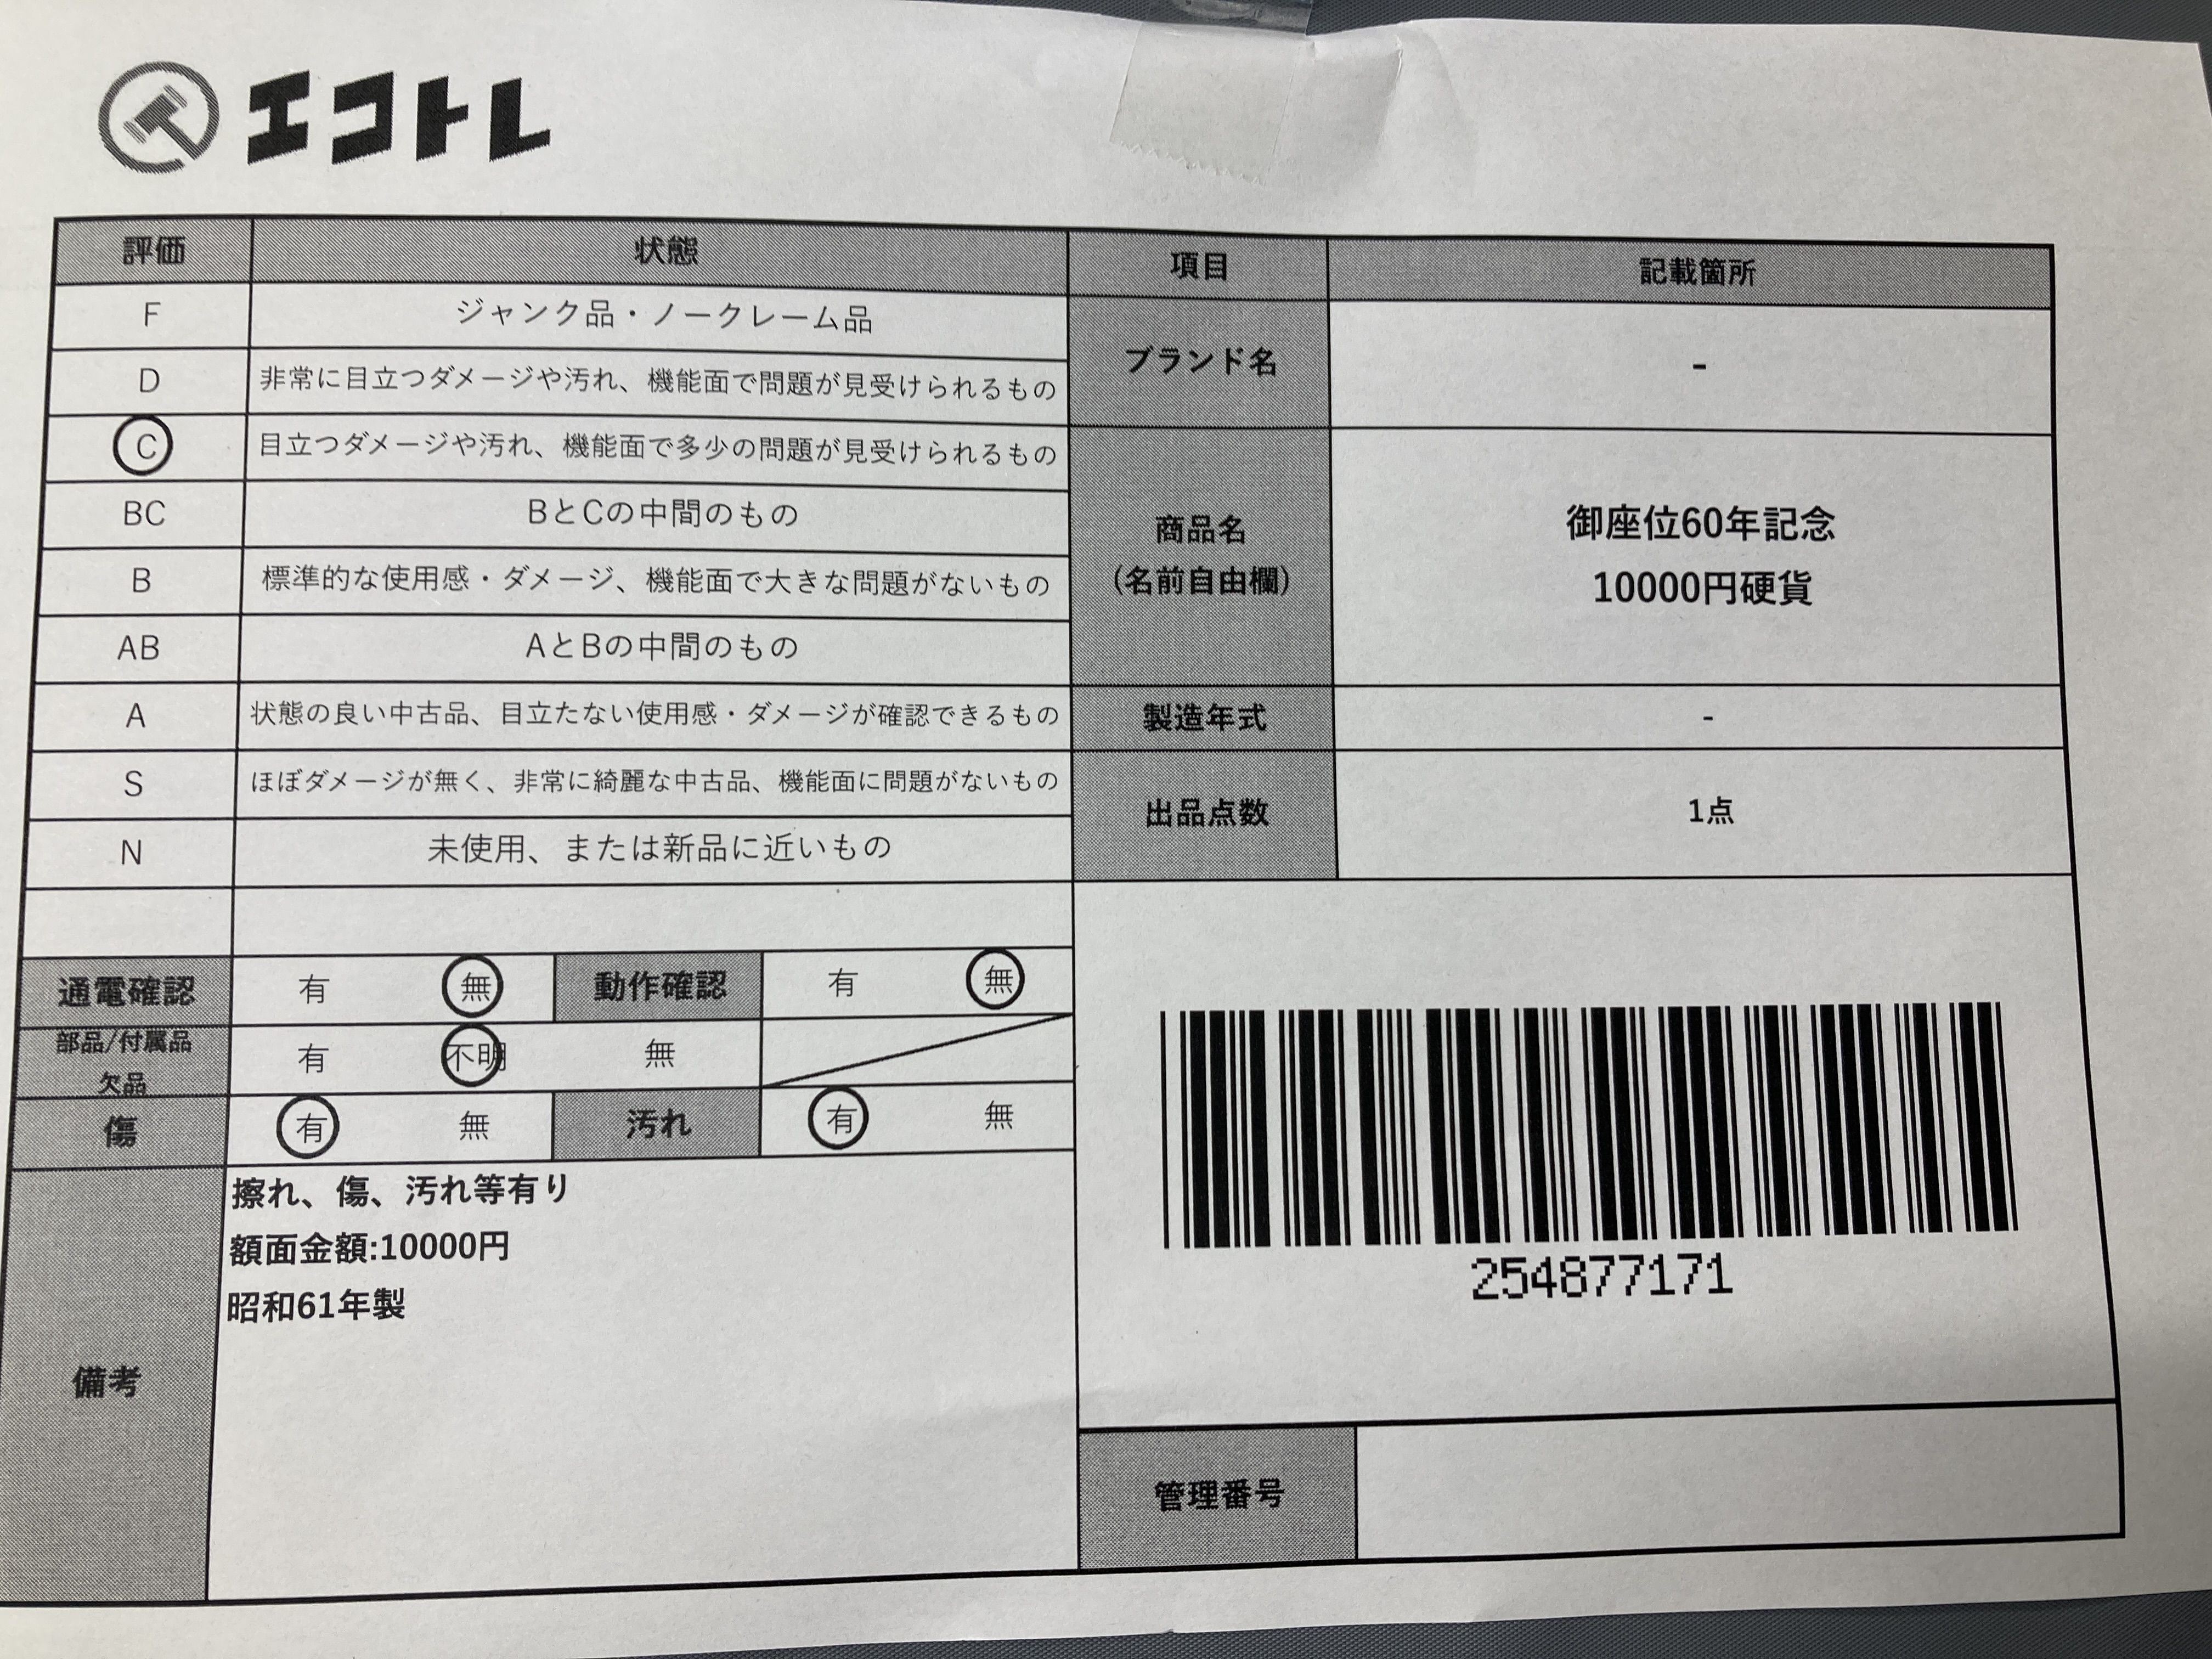 エコトレ
評価 状態 項目 記載箇所
F ジャンク品・ノークレーム品
D 非常に目立つダメージや汚れ、機能面で問題が見受けられるもの
C 目立つダメージや汚れ、機能面で多少の問題が見受けられるもの
BC BとCの中間のもの
B 標準的な使用感・ダメージ、機能面で大きな問題がないもの
AB AとBの中間のもの
A 状態の良い中古品、目立たない使用感・ダメージが確認できるもの
S ほぼダメージが無く、非常に綺麗な中古品、機能面に問題がないもの
N 未使用、または新品に近いもの
ブランド名 -
商品名
(名前自由欄)
御座位60年記念
10000円硬貨
製造年式 -
出品点数 1点
通電確認 有 無 動作確認 有 無
部品/付属品
欠品
有 不明 無
傷 有 無 汚れ 有 無
備考
擦れ、傷、汚れ等有り
額面金額:10000円
昭和61年製
254877171
管理番号